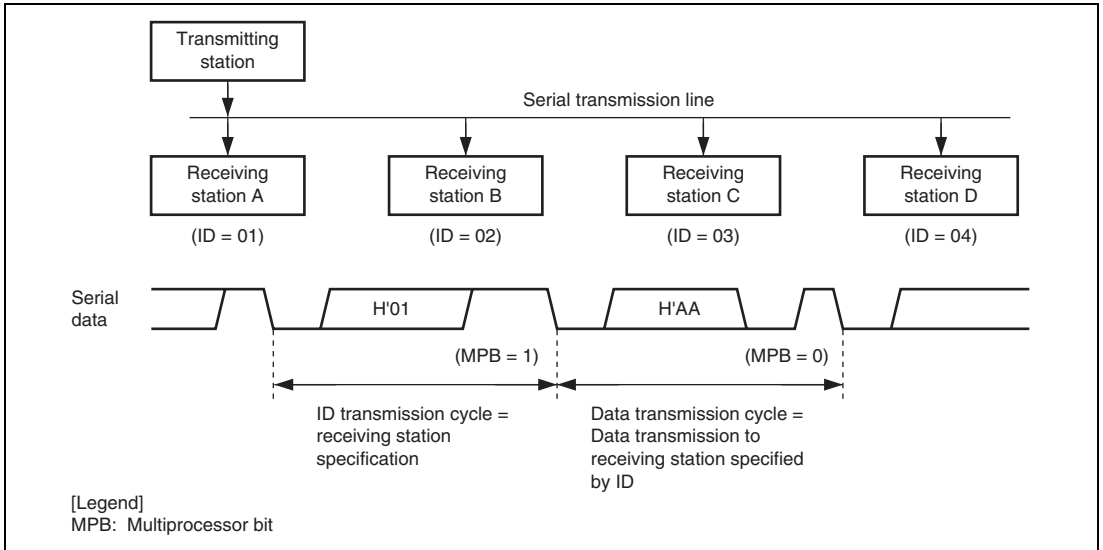 Transmitting
station
Serial transmission line
Receiving
station A
Receiving
station B
Receiving
station C
Receiving
station D
(ID = 01)
(ID = 02)
(ID = 03)
(ID = 04)
Serial
data
H'01
H'AA
(MPB = 1)
(MPB = 0)
ID transmission cycle =
receiving station
specification
Data transmission cycle =
Data transmission to
receiving station specified
by ID
[Legend]
MPB: Multiprocessor bit